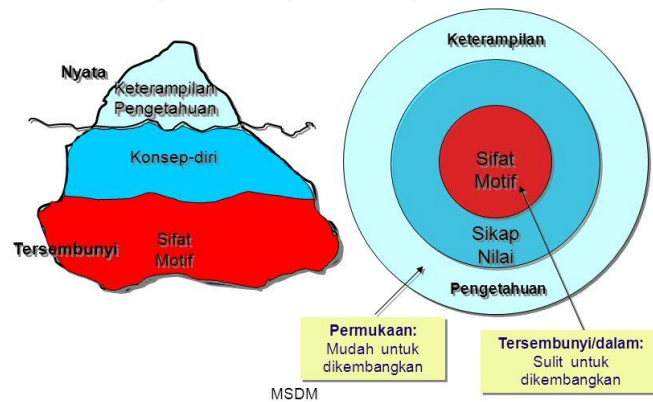 Nyata
Keterampilan
Pengetahuan
Konsep-diri
Tersembunyi
Sifat
Motif
Keterampilan
Sifat
Motif
Sikap
Nilai
Pengetahuan
Permukaan:
Mudah untuk
dikembangkan
Tersembunyi/dalam:
Sulit untuk
dikembangkan
MSDM